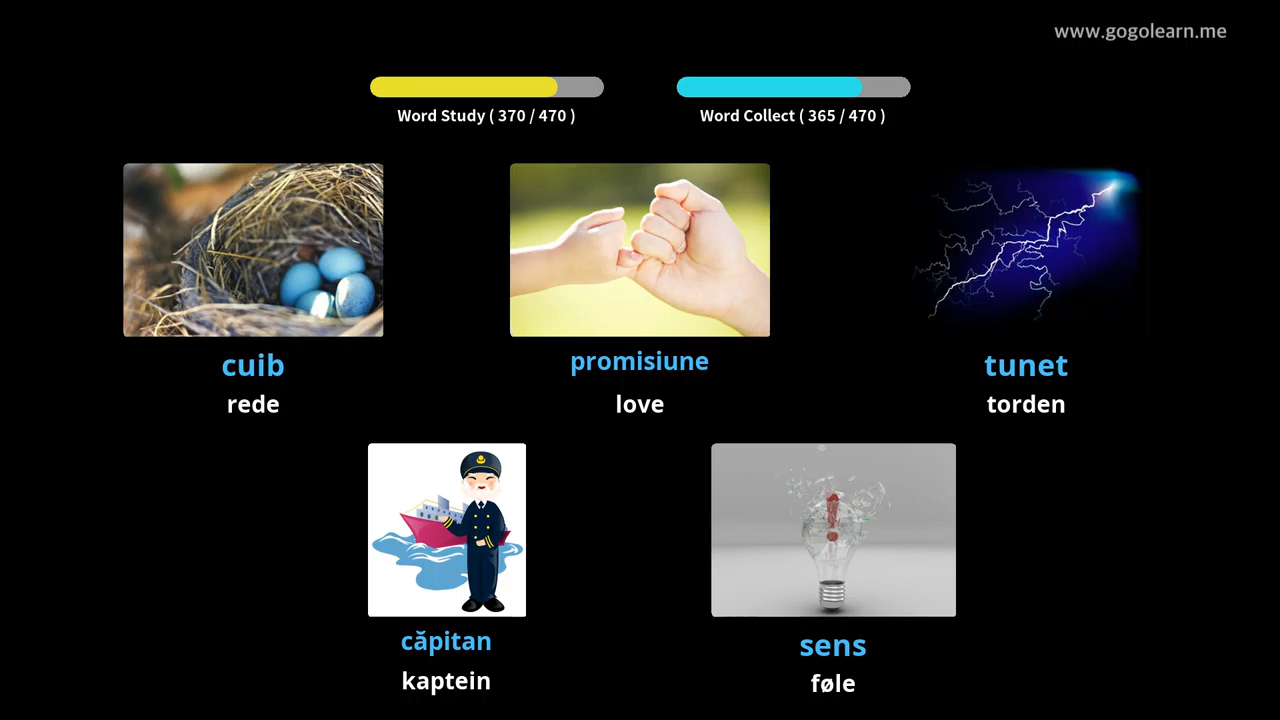 www.gogolearn.me
Word Study ( 370 / 470 )
Word Collect ( 365 / 470 )
cuib
rede
promisiune
love
tunet
torden
căpitan
kaptein
sens
føle